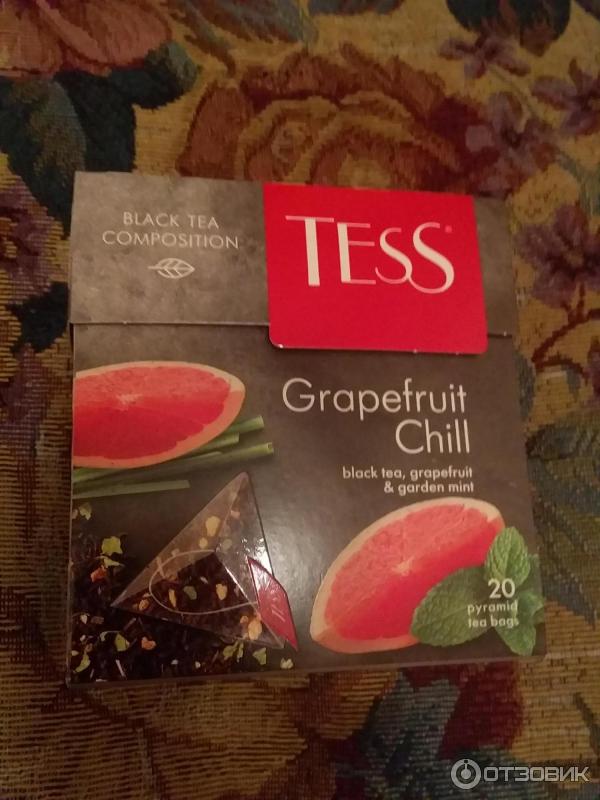 BLACK TEA
COMPOSITION
TESS®
Grapefruit
Chill
black tea, grapefruit
& garden mint
20
pyramid
tea bags
ОТЗОВИК